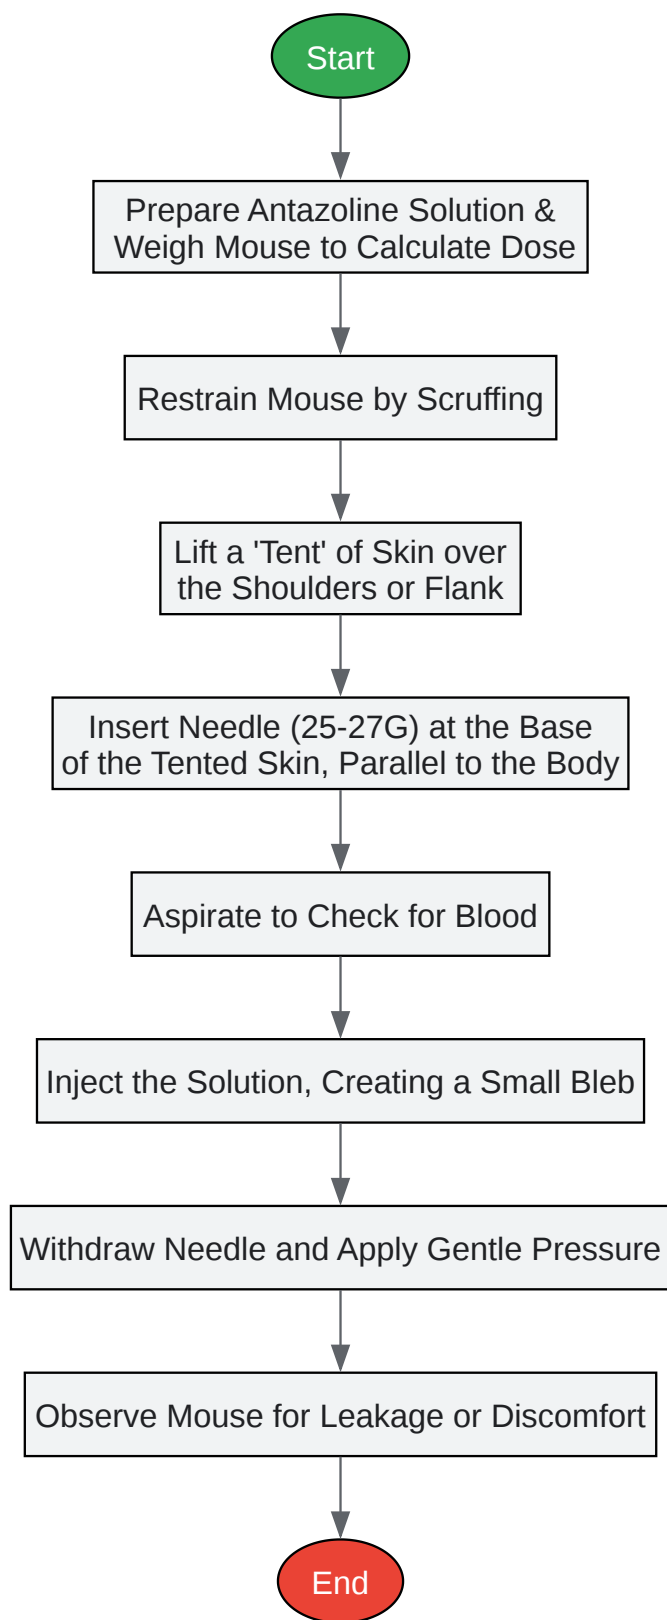 Start
Prepare Antazoline Solution &
Weigh Mouse to Calculate Dose
Restrain Mouse by Scruffing
Lift a 'Tent' of Skin over
the Shoulders or Flank
Insert Needle (25-27G) at the Base
of the Tented Skin, Parallel to the Body
Aspirate to Check for Blood
Inject the Solution, Creating a Small Bleb
Withdraw Needle and Apply Gentle Pressure
Observe Mouse for Leakage or Discomfort
End